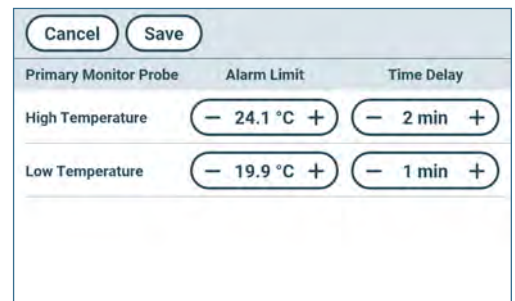 Cancel Save
Primary Monitor Probe Alarm Limit Time Delay
High Temperature − 24.1 °C + − 2 min +
Low Temperature − 19.9 °C + − 1 min +